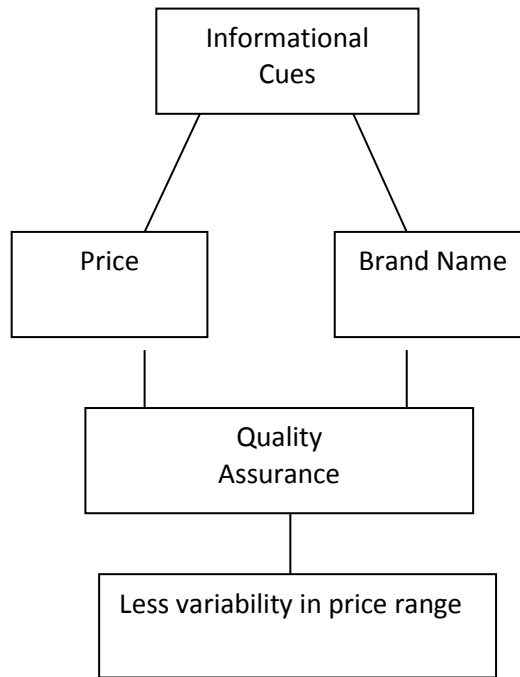 Informational
Cues
Price
Brand Name
Quality
Assurance
Less variability in price range